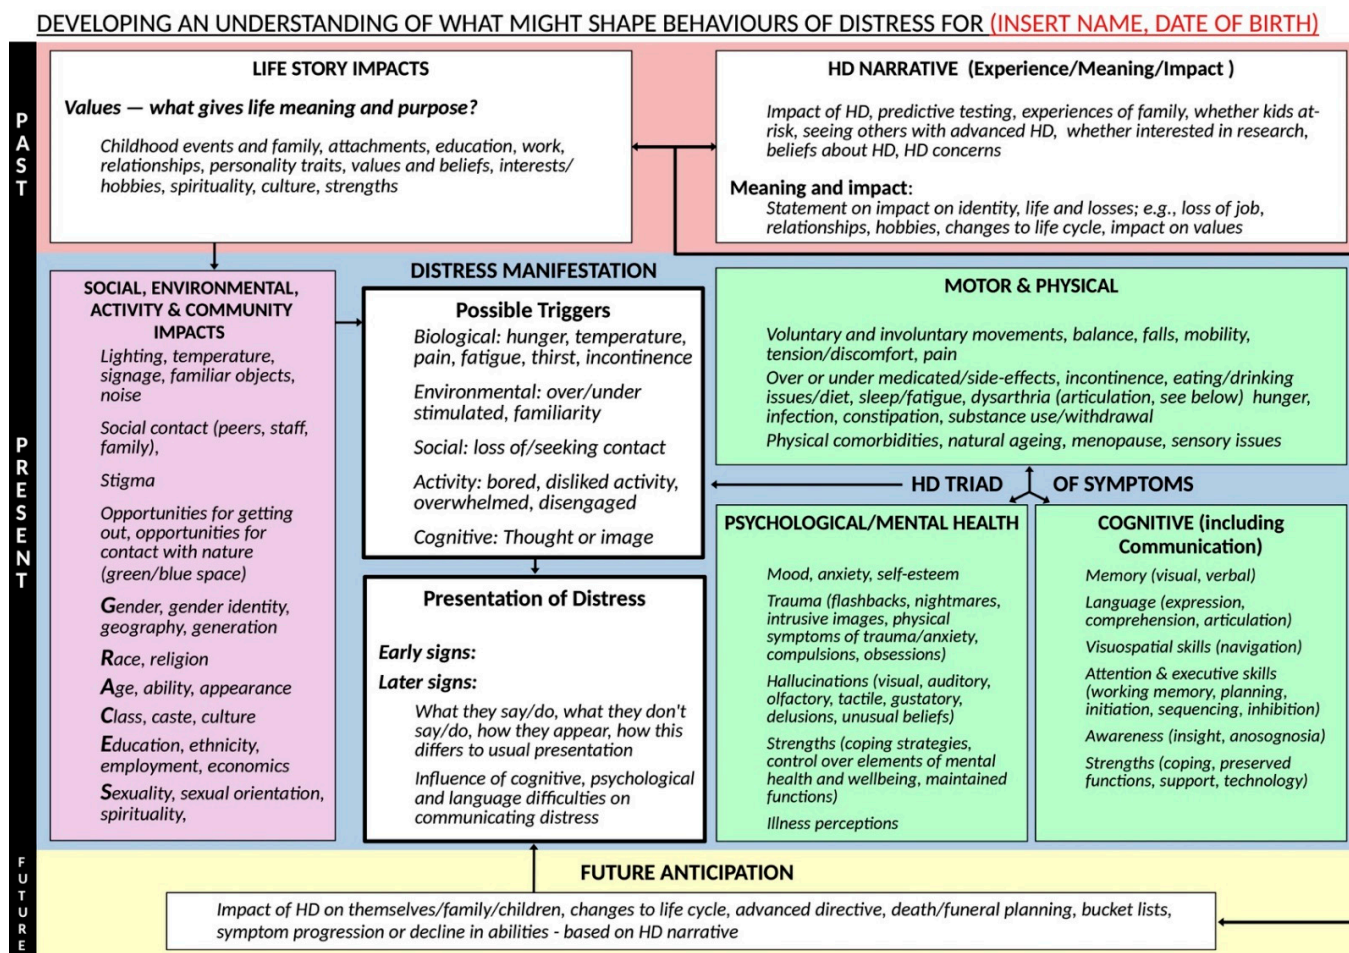 DEVELOPING AN UNDERSTANDING OF WHAT MIGHT SHAPE BEHAVIOURS OF DISTRESS FOR (INSERT NAME, DATE OF BIRTH)
PAST
LIFE STORY IMPACTS
Values — what gives life meaning and purpose?
Childhood events and family, attachments, education, work,
relationships, personality traits, values and beliefs, interests/
hobbies, spirituality, culture, strengths
HD NARRATIVE (Experience/Meaning/Impact )
Impact of HD, predictive testing, experiences of family, whether kids at-
risk, seeing others with advanced HD, whether interested in research,
beliefs about HD, HD concerns
Meaning and impact:
Statement on impact on identity, life and losses; e.g., loss of job,
relationships, hobbies, changes to life cycle, impact on values
PRESENT
SOCIAL, ENVIRONMENTAL,
ACTIVITY & COMMUNITY
IMPACTS
Lighting, temperature,
signage, familiar objects,
noise
Social contact (peers, staff,
family),
Stigma
Opportunities for getting
out, opportunities for
contact with nature
(green/blue space)
Gender, gender identity,
geography, generation
Race, religion
Age, ability, appearance
Class, caste, culture
Education, ethnicity,
employment, economics
Sexuality, sexual orientation,
spirituality,
DISTRESS MANIFESTATION
Possible Triggers
Biological: hunger, temperature,
pain, fatigue, thirst, incontinence
Environmental: over/under
stimulated, familiarity
Social: loss of/seeking contact
Activity: bored, disliked activity,
overwhelmed, disengaged
Cognitive: Thought or image
Presentation of Distress
Early signs:
Later signs:
What they say/do, what they don't
say/do, how they appear, how this
differs to usual presentation
Influence of cognitive, psychological
and language difficulties on
communicating distress
MOTOR & PHYSICAL
Voluntary and involuntary movements, balance, falls, mobility,
tension/discomfort, pain
Over or under medicated/side-effects, incontinence, eating/drinking
issues/diet, sleep/fatigue, dysarthria (articulation, see below) hunger,
infection, constipation, substance use/withdrawal
Physical comorbidities, natural ageing, menopause, sensory issues
HD TRIAD OF SYMPTOMS
PSYCHOLOGICAL/MENTAL HEALTH
Mood, anxiety, self-esteem
Trauma (flashbacks, nightmares,
intrusive images, physical
symptoms of trauma/anxiety,
compulsions, obsessions)
Hallucinations (visual, auditory,
olfactory, tactile, gustatory,
delusions, unusual beliefs)
Strengths (coping strategies,
control over elements of mental
health and wellbeing, maintained
functions)
Illness perceptions
COGNITIVE (including
Communication)
Memory (visual, verbal)
Language (expression,
comprehension, articulation)
Visuospatial skills (navigation)
Attention & executive skills
(working memory, planning,
initiation, sequencing, inhibition)
Awareness (insight, anosognosia)
Strengths (coping, preserved
functions, support, technology)
FUTURE
FUTURE ANTICIPATION
Impact of HD on themselves/family/children, changes to life cycle, advanced directive, death/funeral planning, bucket lists,
symptom progression or decline in abilities - based on HD narrative